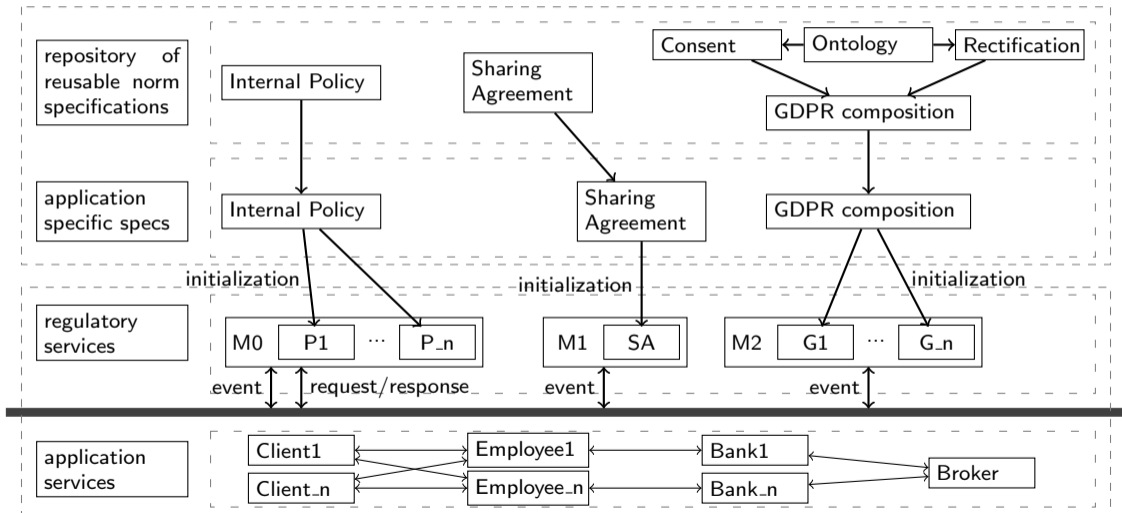 repository of
reusable norm
specifications
Internal Policy
Sharing
Agreement
Consent
Ontology
Rectification
GDPR composition
application
specific specs
Internal Policy
Sharing
Agreement
GDPR composition
initialization
initialization
initialization
regulatory
services
M0
P1
···
P_n
M1
SA
M2
G1
···
G_n
event
request/response
event
event
application
services
Client1
Employee1
Bank1
Broker
Client_n
Employee_n
Bank_n